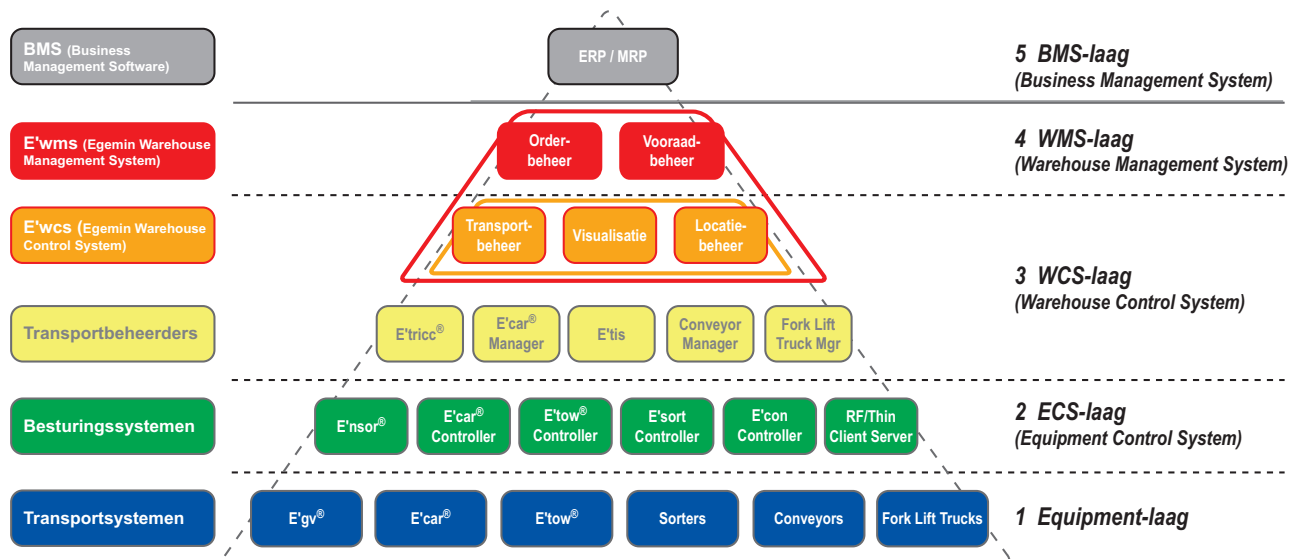 BMS (Business
Management Software)
ERP / MRP
5 BMS-laag
(Business Management System)
E'wms (Egemin Warehouse
Management System)
Order-
beheer
Vooraad-
beheer
4 WMS-laag
(Warehouse Management System)
E'wcs (Egemin Warehouse
Control System)
Transport-
beheer
Visualisatie
Locatie-
beheer
3 WCS-laag
(Warehouse Control System)
Transportbeheerders
E'tricc®
E'car®
Manager
E'tis
Conveyor
Manager
Fork Lift
Truck Mgr
Besturingssystemen
E'nsor®
E'car®
Controller
E'tow®
Controller
E'sort
Controller
E'con
Controller
RF/Thin
Client Server
2 ECS-laag
(Equipment Control System)
Transportsystemen
E'gv®
E'car®
E'tow®
Sorters
Conveyors
Fork Lift Trucks
1 Equipment-laag